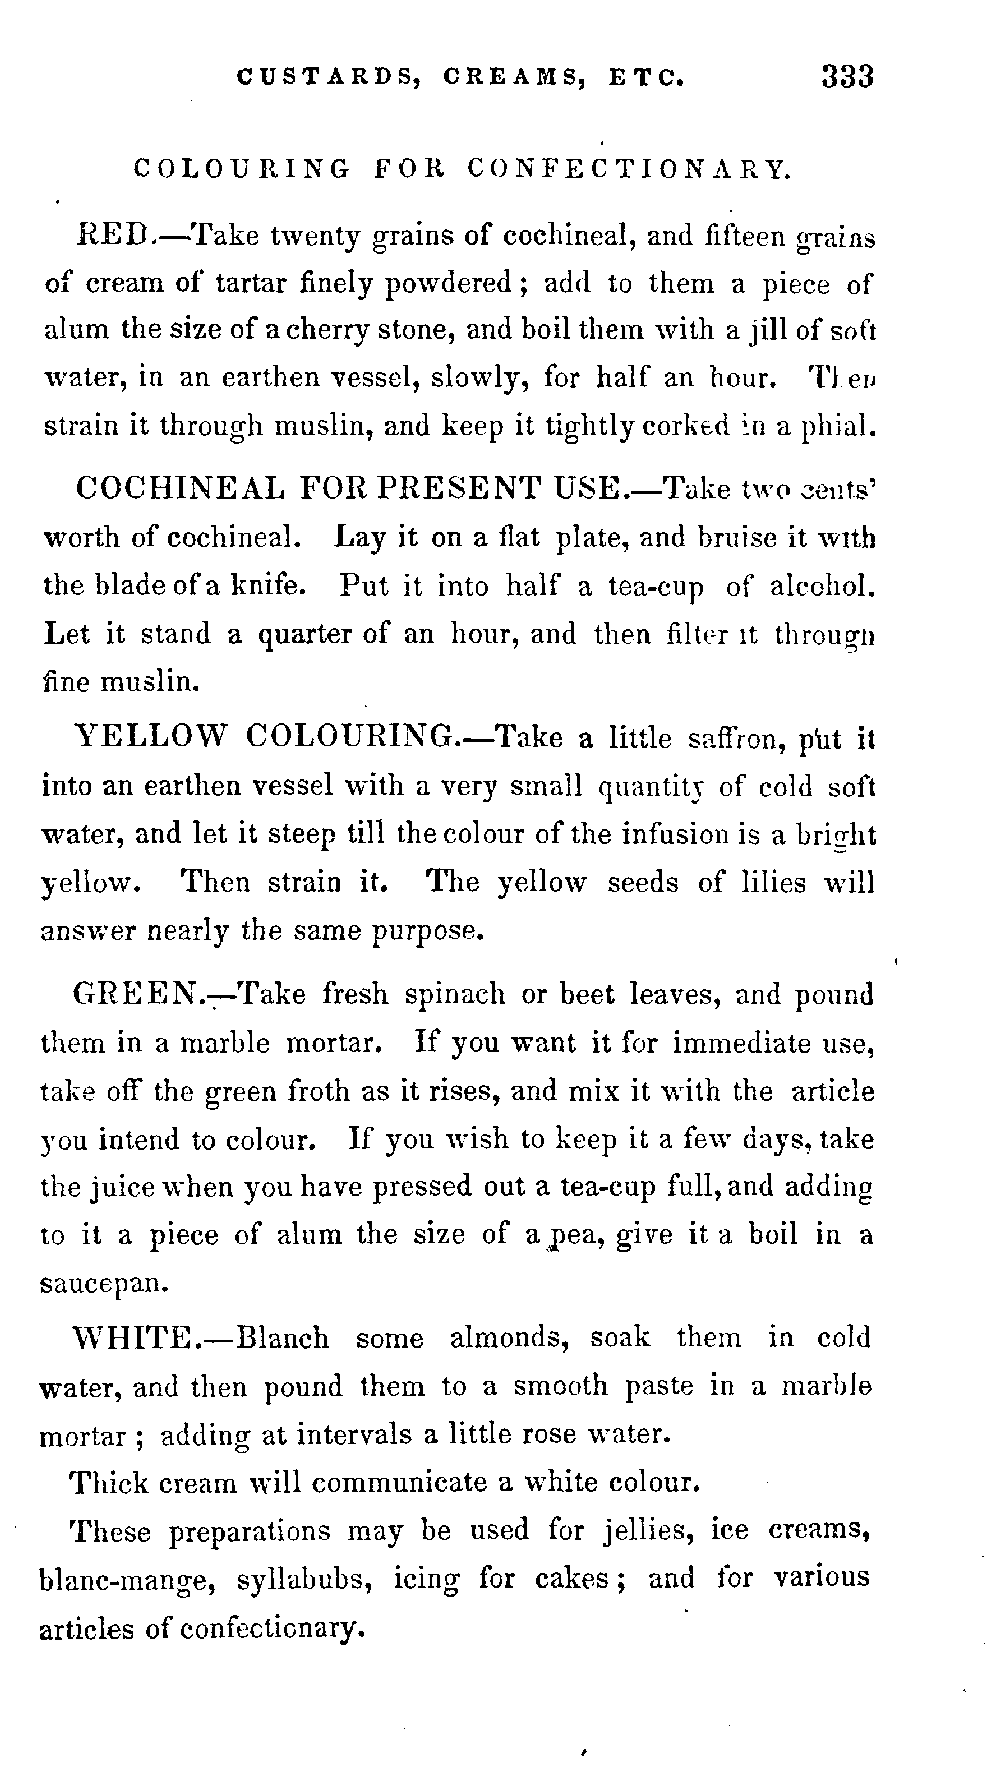 CUSTARDS, CREAMS, ETC. 333
COLOURING FOR CONFECTIONARY.
RED.—Take twenty grains of cochineal, and fifteen grains
of cream of tartar finely powdered; add to them a piece of
alum the size of a cherry stone, and boil them with a jill of soft
water, in an earthen vessel, slowly, for half an hour. Then
strain it through muslin, and keep it tightly corked in a phial.
COCHINEAL FOR PRESENT USE.—Take two cents'
worth of cochineal. Lay it on a flat plate, and bruise it with
the blade of a knife. Put it into half a tea-cup of alcohol.
Let it stand a quarter of an hour, and then filter it through
fine muslin.
YELLOW COLOURING.—Take a little saffron, put it
into an earthen vessel with a very small quantity of cold soft
water, and let it steep till the colour of the infusion is a bright
yellow. Then strain it. The yellow seeds of lilies will
answer nearly the same purpose.
GREEN.—Take fresh spinach or beet leaves, and pound
them in a marble mortar. If you want it for immediate use,
take off the green froth as it rises, and mix it with the article
you intend to colour. If you wish to keep it a few days, take
the juice when you have pressed out a tea-cup full, and adding
to it a piece of alum the size of a pea, give it a boil in a
saucepan.
WHITE.—Blanch some almonds, soak them in cold
water, and then pound them to a smooth paste in a marble
mortar; adding at intervals a little rose water.
Thick cream will communicate a white colour.
These preparations may be used for jellies, ice creams,
blanc-mange, syllabubs, icing for cakes; and for various
articles of confectionary.